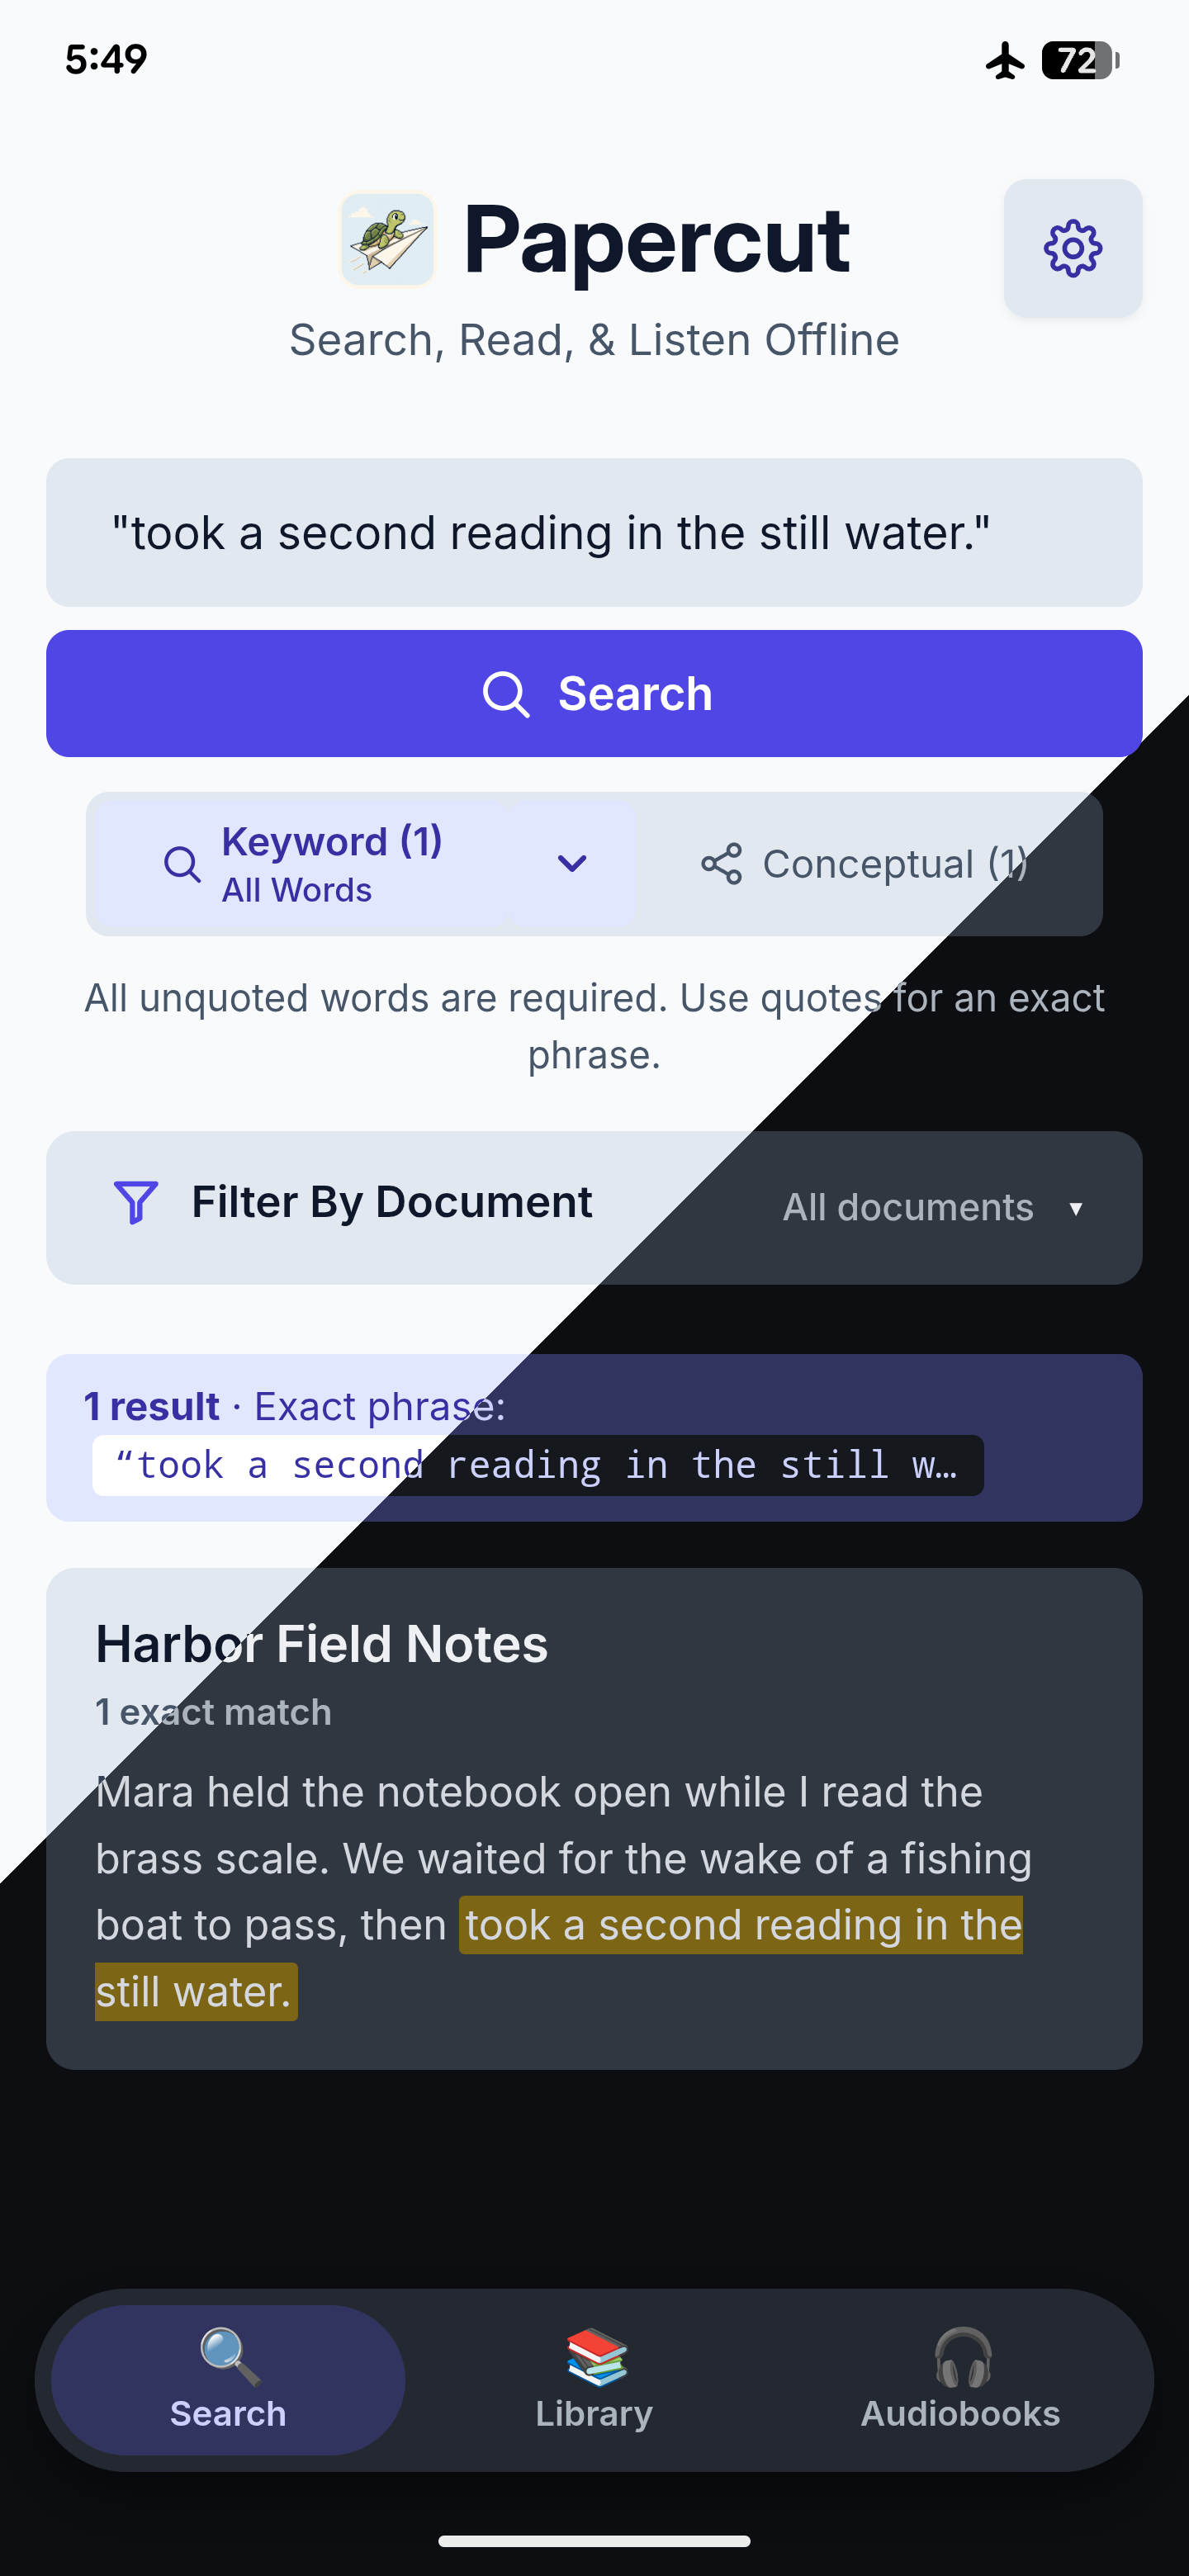 5:49
72
Papercut
Search, Read, & Listen Offline
"took a second reading in the still water."
Search
Keyword (1)
All Words
Conceptual (1)
All unquoted words are required. Use quotes for an exact
phrase.
Filter By Document
All documents
1 result · Exact phrase:
“took a second reading in the still w…
Harbor Field Notes
1 exact match
Mara held the notebook open while I read the
brass scale. We waited for the wake of a fishing
boat to pass, then took a second reading in the
still water.
Search
Library
Audiobooks